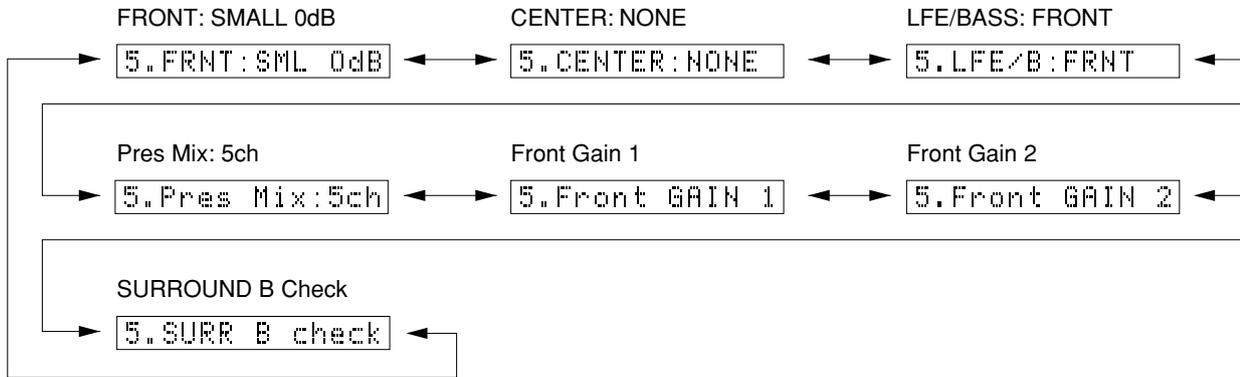 FRONT: SMALL 0dB
CENTER: NONE
LFE/BASS: FRONT
5.FRNT:SML 0dB
5.CENTER:NONE
5.LFE/B:FRNT
Pres Mix: 5ch
Front Gain 1
Front Gain 2
5.Pres Mix:5ch
5.Front GAIN 1
5.Front GAIN 2
SURROUND B Check
5.SURR B check